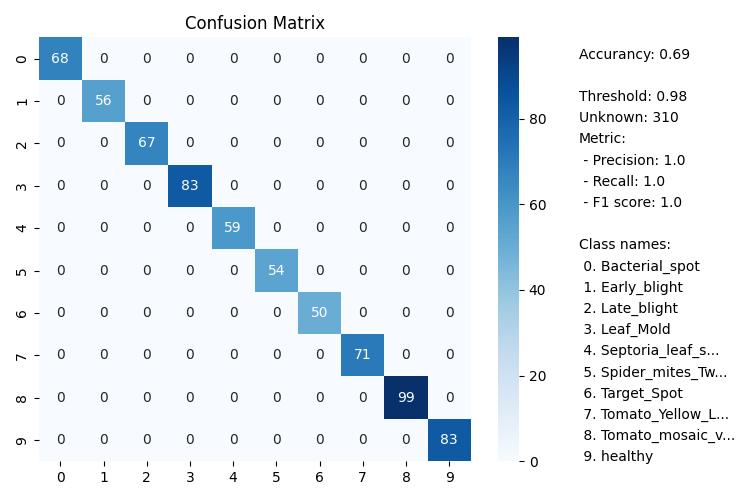 Confusion Matrix
0 68 0 0 0 0 0 0 0 0 0
1 0 56 0 0 0 0 0 0 0 0
2 0 0 67 0 0 0 0 0 0 0
3 0 0 0 83 0 0 0 0 0 0
4 0 0 0 0 59 0 0 0 0 0
5 0 0 0 0 0 54 0 0 0 0
6 0 0 0 0 0 0 50 0 0 0
7 0 0 0 0 0 0 0 71 0 0
8 0 0 0 0 0 0 0 0 99 0
9 0 0 0 0 0 0 0 0 0 83
0 1 2 3 4 5 6 7 8 9
80
60
40
20
0
Accurancy: 0.69
Threshold: 0.98
Unknown: 310
Metric:
- Precision: 1.0
- Recall: 1.0
- F1 score: 1.0
Class names:
0. Bacterial_spot
1. Early_blight
2. Late_blight
3. Leaf_Mold
4. Septoria_leaf_s...
5. Spider_mites_Tw...
6. Target_Spot
7. Tomato_Yellow_L...
8. Tomato_mosaic_v...
9. healthy